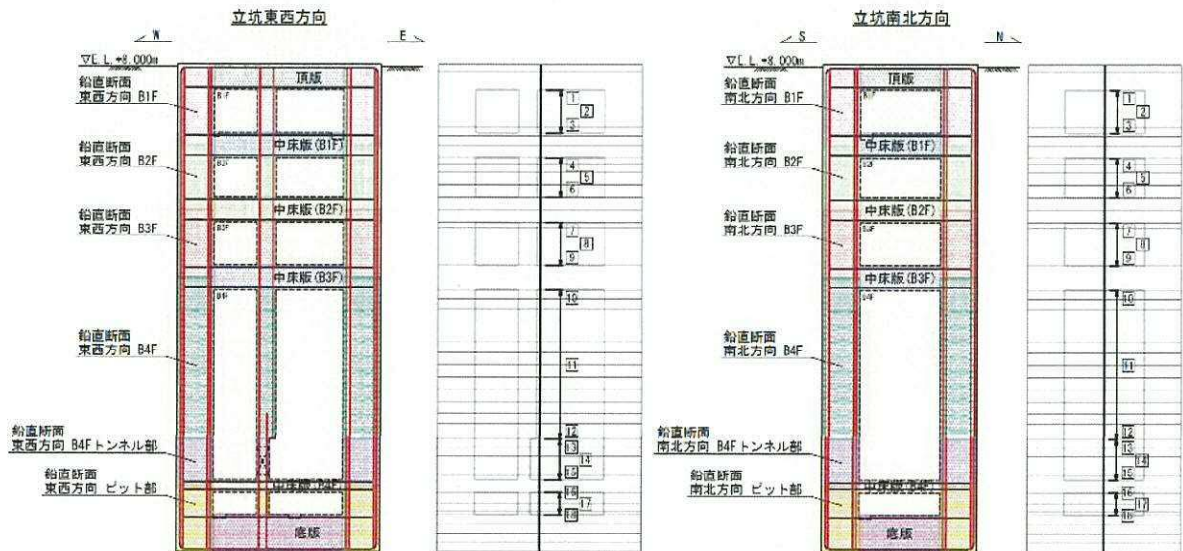 立坑東西方向
W
E
▽E.L.+8.000m
頂版
鉛直断面
東西方向 B1F
B1F
中床版(B1F)
鉛直断面
東西方向 B2F
B2F
中床版(B2F)
鉛直断面
東西方向 B3F
B3F
中床版(B3F)
B4F
鉛直断面
東西方向 B4F
鉛直断面
東西方向 B4Fトンネル部
鉛直断面
東西方向 ピット部
中床版(B4F)
底版
1
2
3
4
5
6
7
8
9
10
11
12
13
14
15
16
17
18
立坑南北方向
S
N
▽E.L.+8.000m
頂版
鉛直断面
南北方向 B1F
B1F
中床版(B1F)
鉛直断面
南北方向 B2F
中床版(B2F)
鉛直断面
南北方向 B3F
中床版(B3F)
鉛直断面
南北方向 B4F
鉛直断面
南北方向 B4Fトンネル部
鉛直断面
南北方向 ピット部
中床版(B4F)
底版
1
2
3
4
5
6
7
8
9
10
11
12
13
14
15
16
17
18